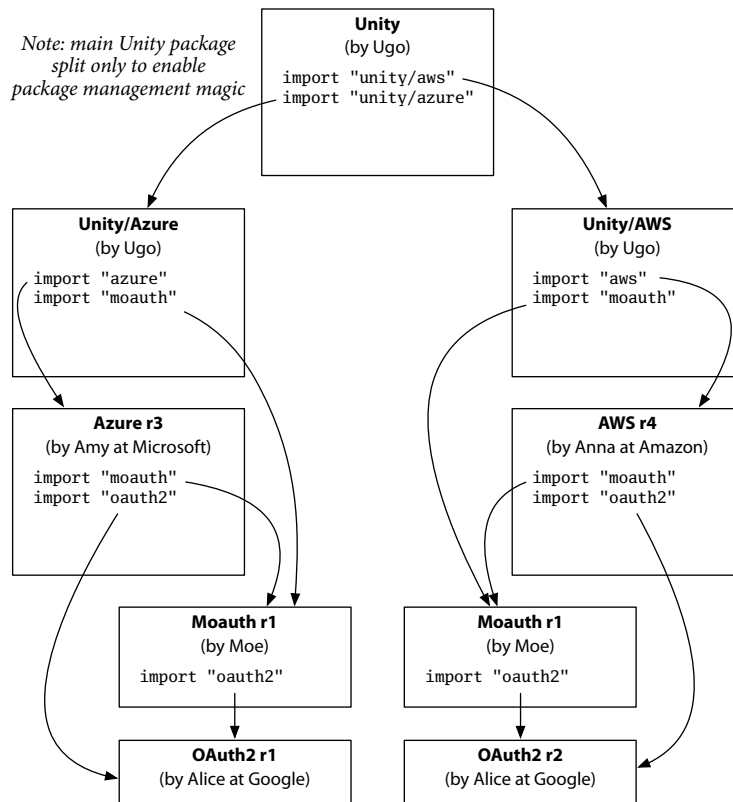 Note: main Unity package
split only to enable
package management magic
Unity
(by Ugo)
import "unity/aws"
import "unity/azure"
Unity/Azure
(by Ugo)
import "azure"
import "moauth"
Unity/AWS
(by Ugo)
import "aws"
import "moauth"
Azure r3
(by Amy at Microsoft)
import "moauth"
import "oauth2"
AWS r4
(by Anna at Amazon)
import "moauth"
import "oauth2"
Moauth r1
(by Moe)
import "oauth2"
Moauth r1
(by Moe)
import "oauth2"
OAuth2 r1
(by Alice at Google)
OAuth2 r2
(by Alice at Google)